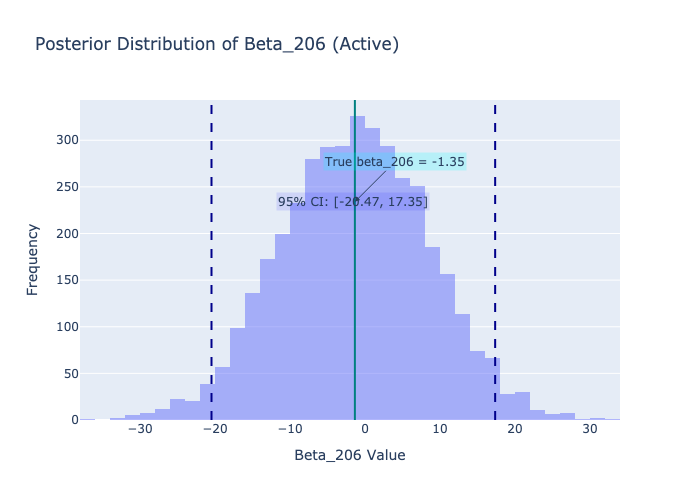 Posterior Distribution of Beta_206 (Active)
300
250
200
150
100
50
0
Frequency
True beta_206 = -1.35
95% CI: [-20.47, 17.35]
−30
−20
−10
0
10
20
30
Beta_206 Value